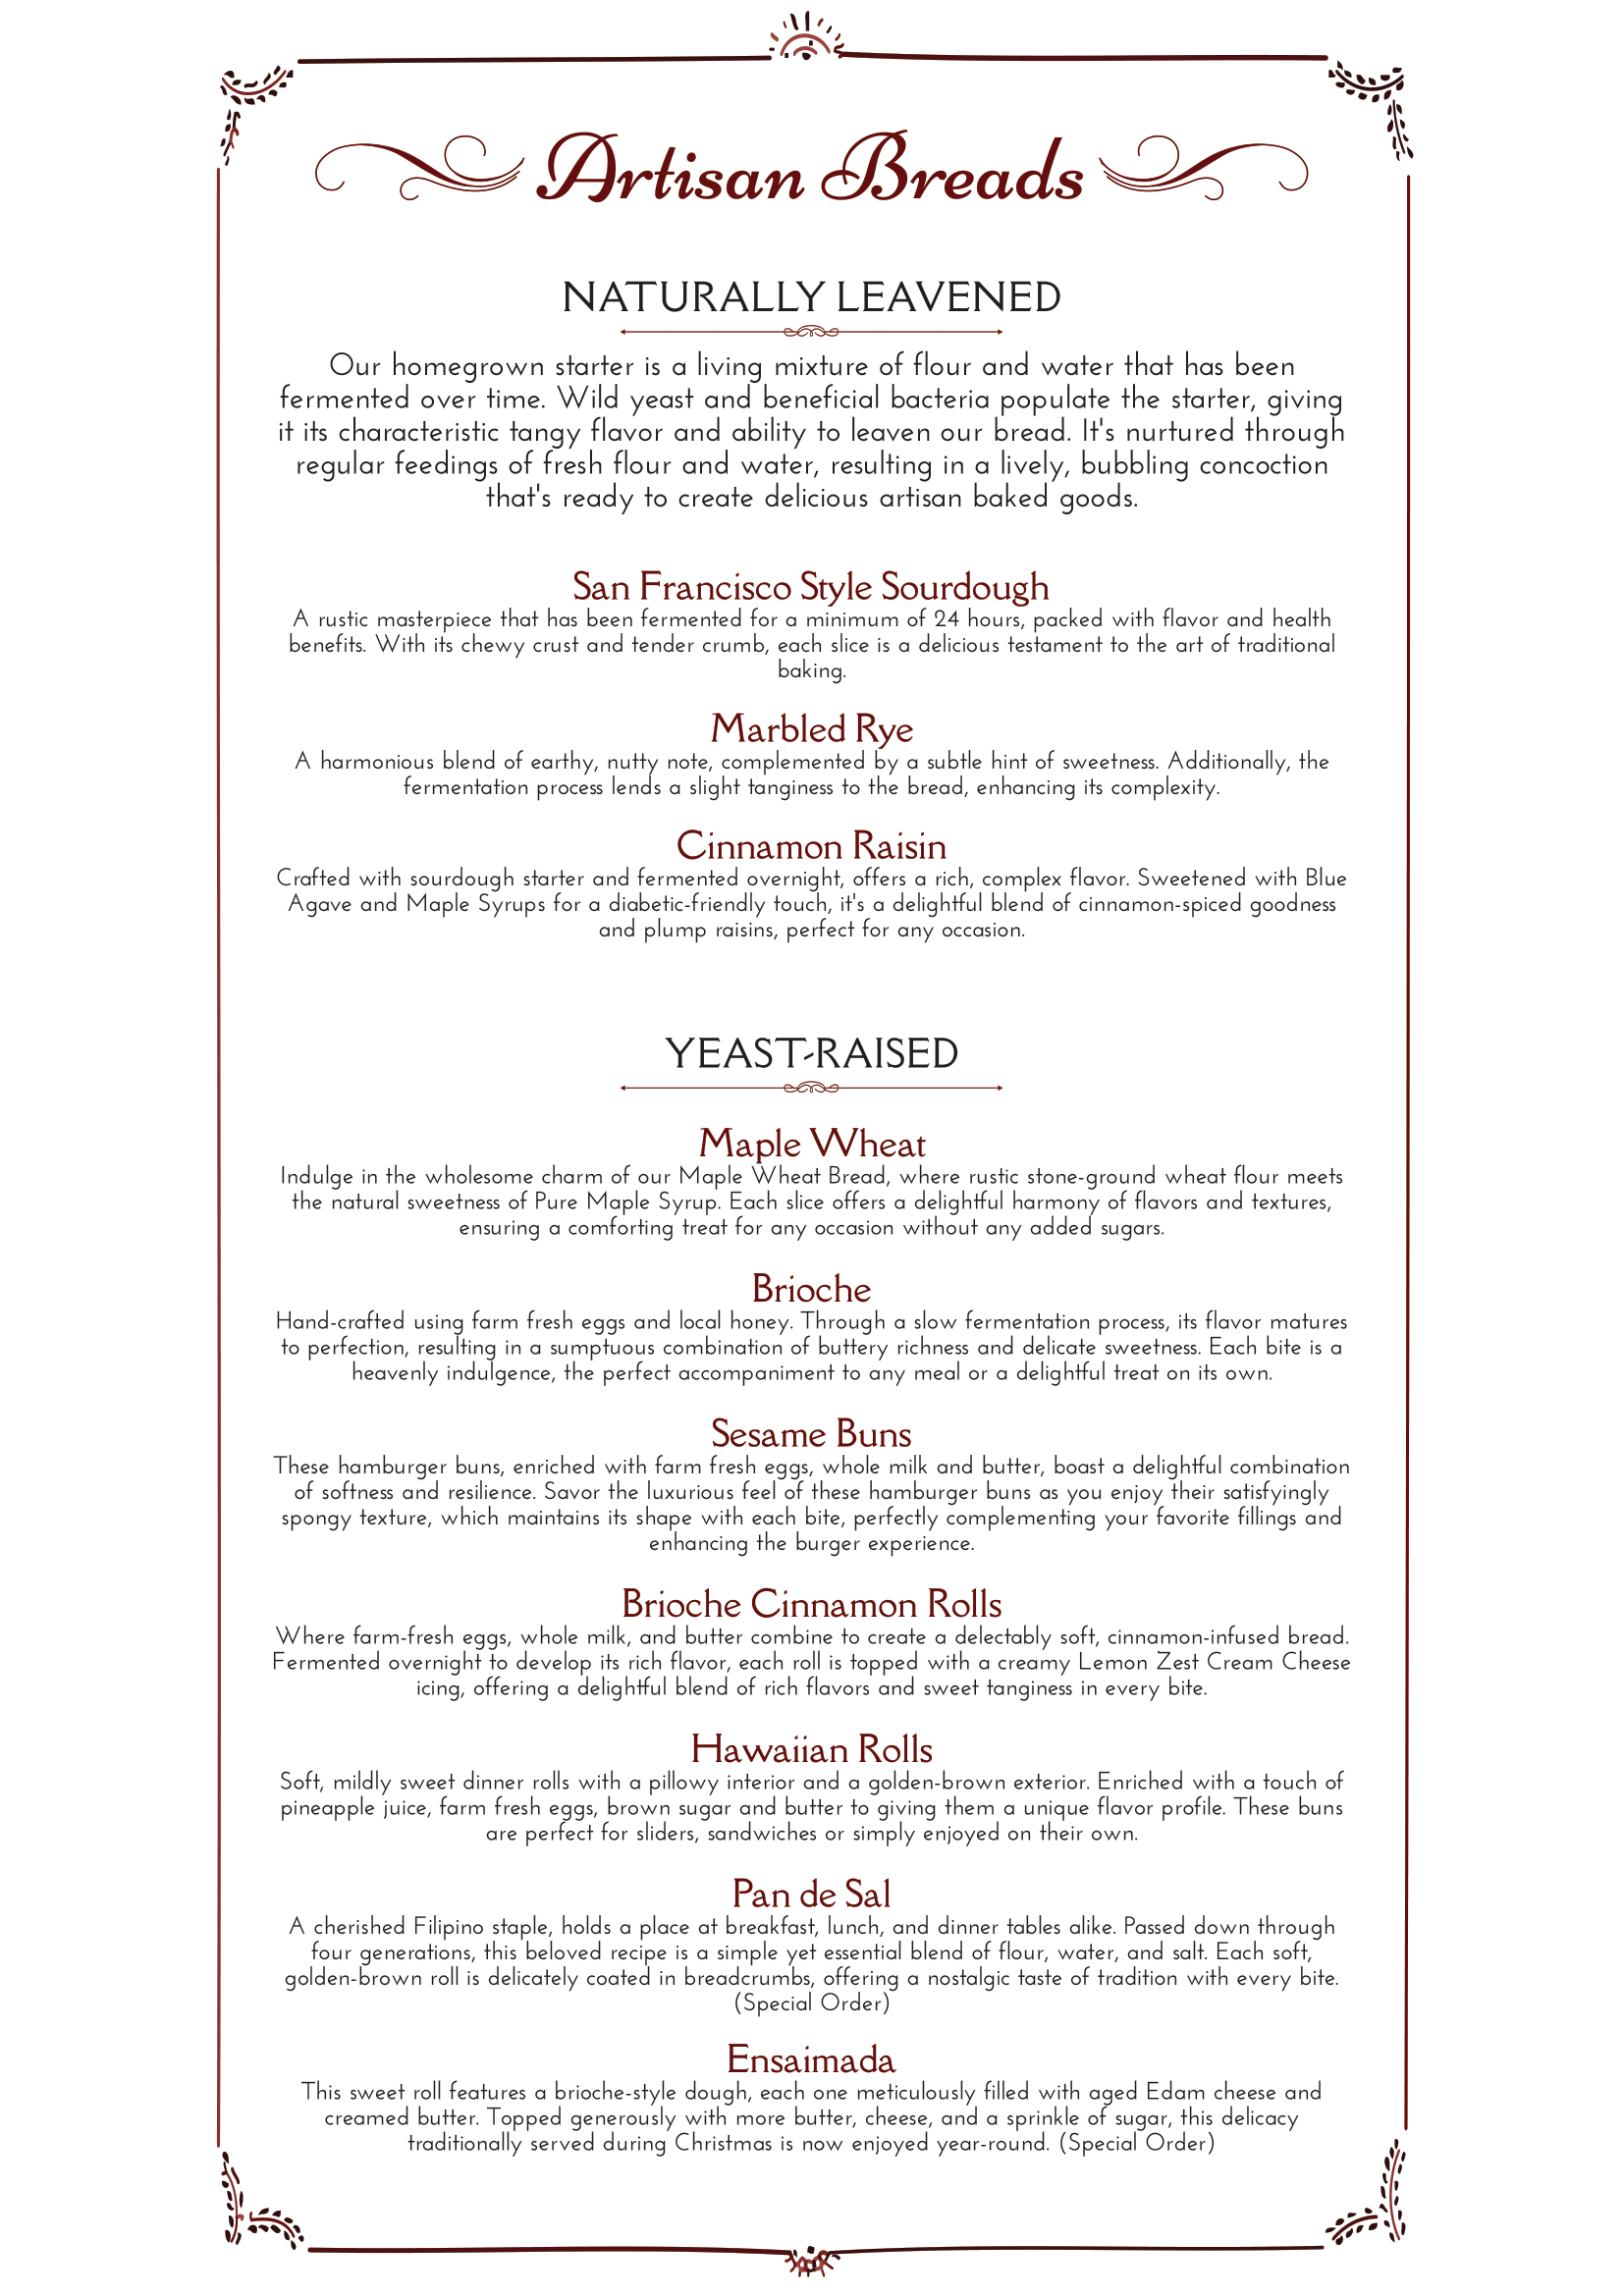 Artisan Breads
NATURALLY LEAVENED
Our homegrown starter is a living mixture of flour and water that has been
fermented over time. Wild yeast and beneficial bacteria populate the starter, giving
it its characteristic tangy flavor and ability to leaven our bread. It's nurtured through
regular feedings of fresh flour and water, resulting in a lively, bubbling concoction
that's ready to create delicious artisan baked goods.
San Francisco Style Sourdough
A rustic masterpiece that has been fermented for a minimum of 24 hours, packed with flavor and health
benefits. With its chewy crust and tender crumb, each slice is a delicious testament to the art of traditional
baking.
Marbled Rye
A harmonious blend of earthy, nutty note, complemented by a subtle hint of sweetness. Additionally, the
fermentation process lends a slight tanginess to the bread, enhancing its complexity.
Cinnamon Raisin
Crafted with sourdough starter and fermented overnight, offers a rich, complex flavor. Sweetened with Blue
Agave and Maple Syrups for a diabetic-friendly touch, it's a delightful blend of cinnamon-spiced goodness
and plump raisins, perfect for any occasion.
YEAST-RAISED
Maple Wheat
Indulge in the wholesome charm of our Maple Wheat Bread, where rustic stone-ground wheat flour meets
the natural sweetness of Pure Maple Syrup. Each slice offers a delightful harmony of flavors and textures,
ensuring a comforting treat for any occasion without any added sugars.
Brioche
Hand-crafted using farm fresh eggs and local honey. Through a slow fermentation process, its flavor matures
to perfection, resulting in a sumptuous combination of buttery richness and delicate sweetness. Each bite is a
heavenly indulgence, the perfect accompaniment to any meal or a delightful treat on its own.
Sesame Buns
These hamburger buns, enriched with farm fresh eggs, whole milk and butter, boast a delightful combination
of softness and resilience. Savor the luxurious feel of these hamburger buns as you enjoy their satisfyingly
spongy texture, which maintains its shape with each bite, perfectly complementing your favorite fillings and
enhancing the burger experience.
Brioche Cinnamon Rolls
Where farm-fresh eggs, whole milk, and butter combine to create a delectably soft, cinnamon-infused bread.
Fermented overnight to develop its rich flavor, each roll is topped with a creamy Lemon Zest Cream Cheese
icing, offering a delightful blend of rich flavors and sweet tanginess in every bite.
Hawaiian Rolls
Soft, mildly sweet dinner rolls with a pillowy interior and a golden-brown exterior. Enriched with a touch of
pineapple juice, farm fresh eggs, brown sugar and butter to giving them a unique flavor profile. These buns
are perfect for sliders, sandwiches or simply enjoyed on their own.
Pan de Sal
A cherished Filipino staple, holds a place at breakfast, lunch, and dinner tables alike. Passed down through
four generations, this beloved recipe is a simple yet essential blend of flour, water, and salt. Each soft,
golden-brown roll is delicately coated in breadcrumbs, offering a nostalgic taste of tradition with every bite.
(Special Order)
Ensaimada
This sweet roll features a brioche-style dough, each one meticulously filled with aged Edam cheese and
creamed butter. Topped generously with more butter, cheese, and a sprinkle of sugar, this delicacy
traditionally served during Christmas is now enjoyed year-round. (Special Order)